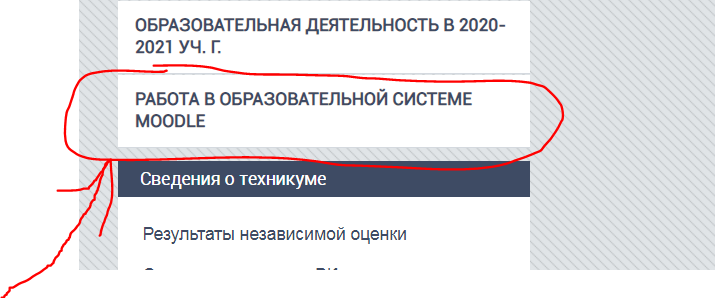 ОБРАЗОВАТЕЛЬНАЯ ДЕЯТЕЛЬНОСТЬ В 2020-
2021 УЧ. Г.
РАБОТА В ОБРАЗОВАТЕЛЬНОЙ СИСТЕМЕ
MOODLE
Сведения о техникуме
Результаты независимой оценки